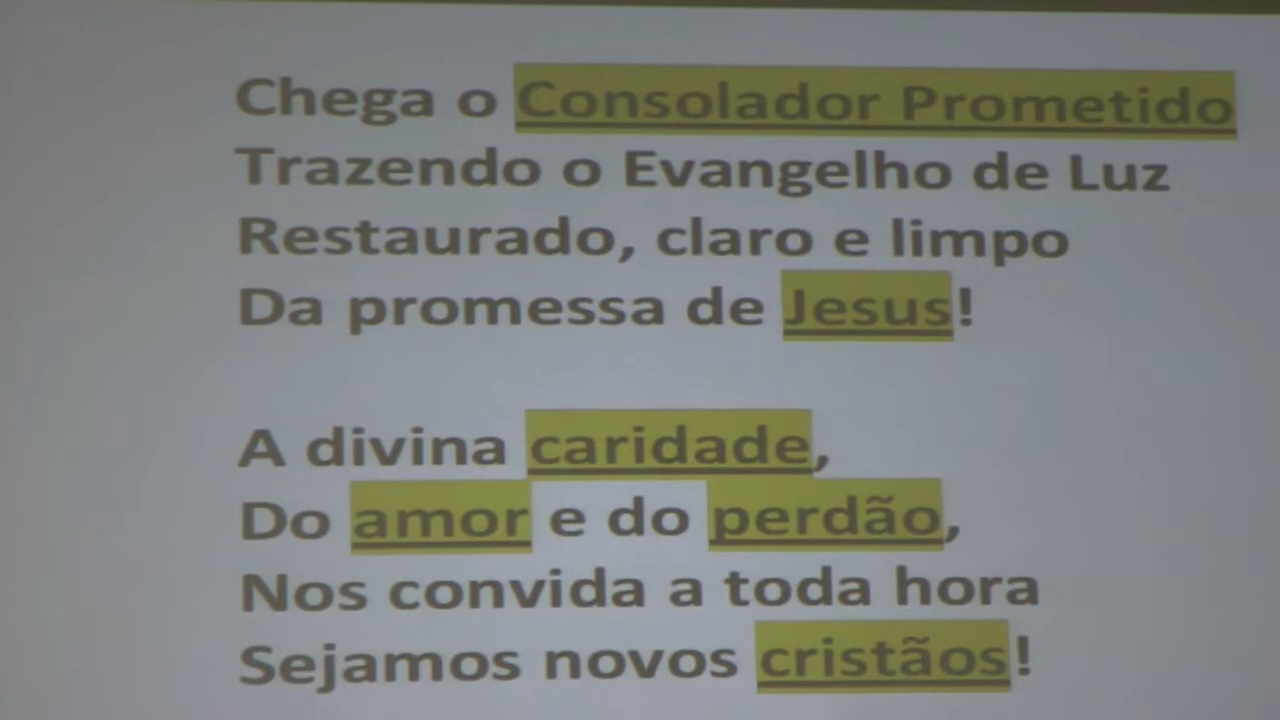 Chega o Consolador Prometido
Trazendo o Evangelho de Luz
Restaurado, claro e limpo
Da promessa de Jesus!
A divina caridade,
Do amor e do perdão,
Nos convida a toda hora
Sejamos novos cristãos!